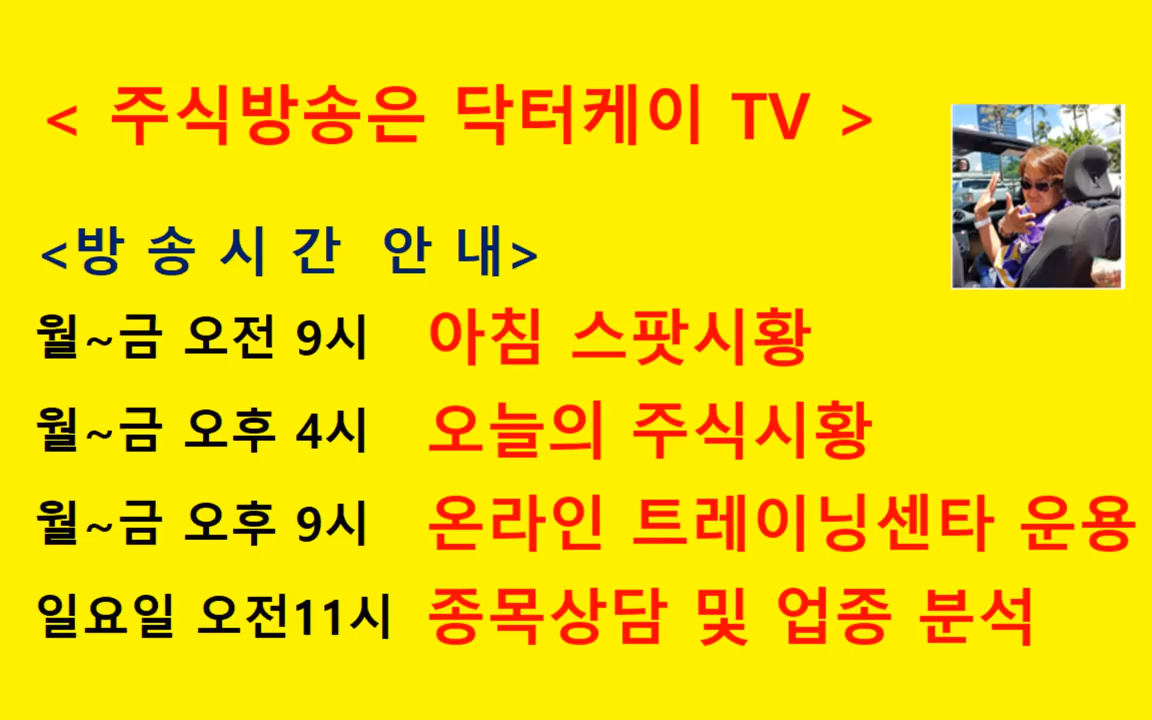 < 주식방송은 닥터케이 TV >
<방 송 시 간 안 내>
월~금 오전 9시 아침 스팟시황
월~금 오후 4시 오늘의 주식시황
월~금 오후 9시 온라인 트레이닝센타 운용
일요일 오전11시 종목상담 및 업종 분석